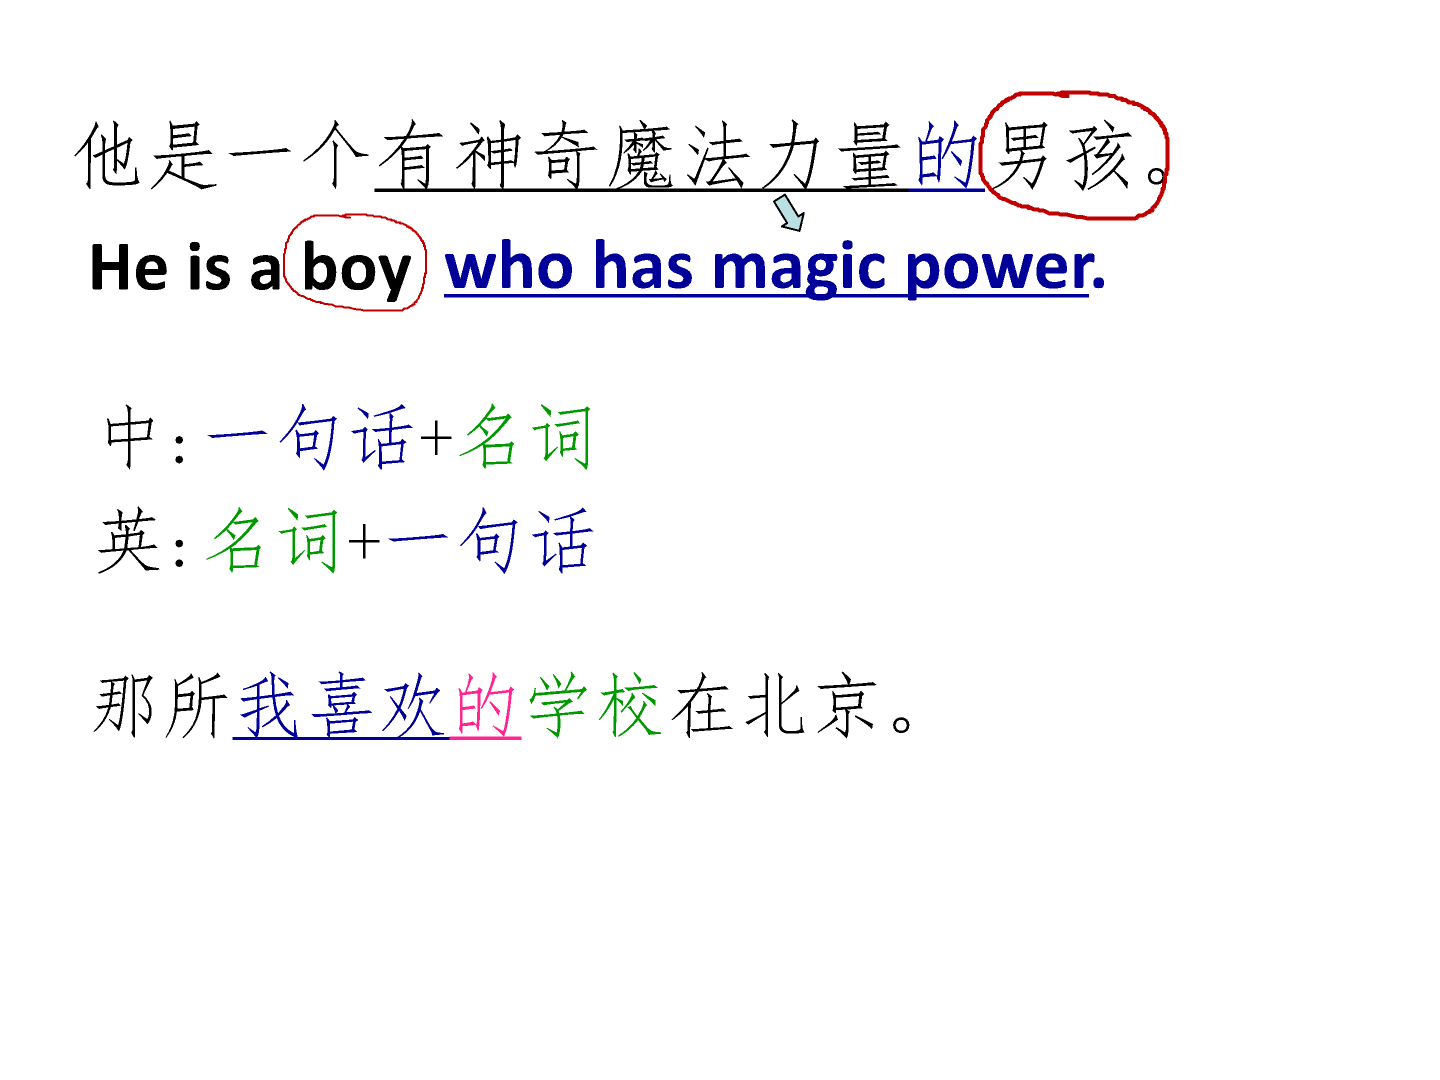 他是一个有神奇魔法力量的男孩。
He is a boy who has magic power.
中:一句话+名词
英:名词+一句话
那所我喜欢的学校在北京。